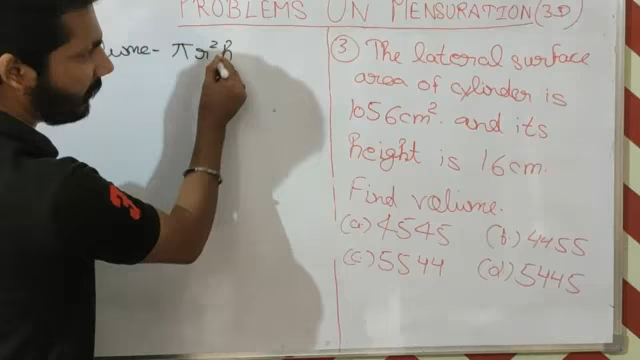 PROBLEMS ON MENSURATION (3D)
πr²h
③ The lateral surface
area of cylinder is
1056cm². and its
height is 16cm.
Find volume.
(a) 4545 (b) 4455
(c) 5544 (d) 5445